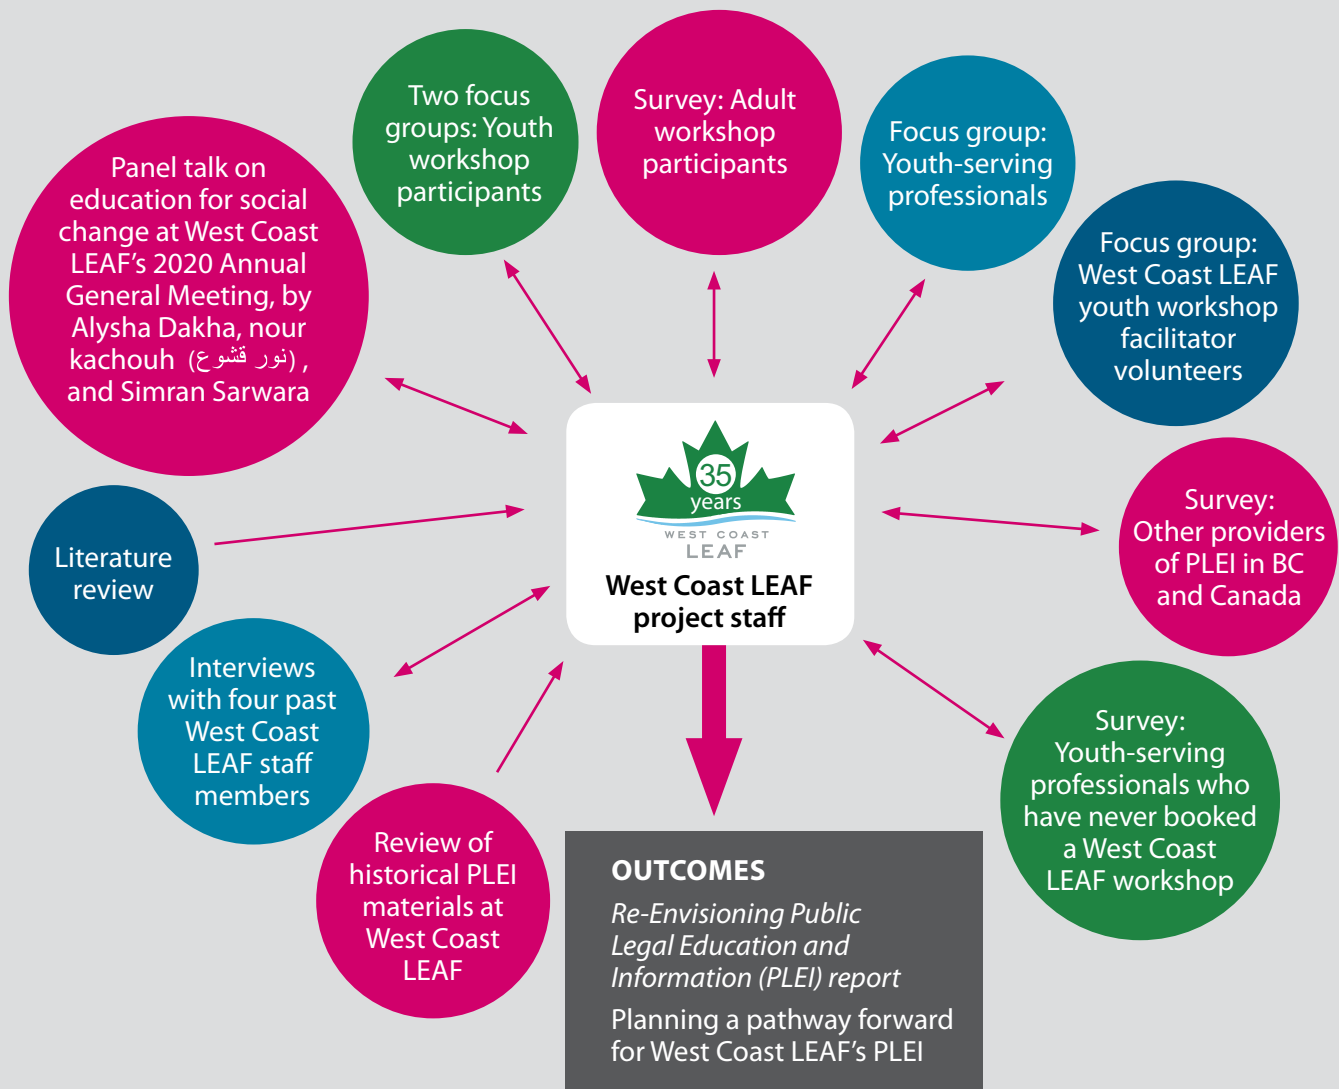 Two focus
groups: Youth
workshop
participants
Survey: Adult
workshop
participants
Focus group:
Youth-serving
professionals
Panel talk on
education for social
change at West Coast
LEAF’s 2020 Annual
General Meeting, by
Alysha Dakha, nour
kachouh (نور قشوع) ,
and Simran Sarwara
Focus group:
West Coast LEAF
youth workshop
facilitator
volunteers
35
years
WEST COAST
LEAF
West Coast LEAF
project staff
Survey:
Other providers
of PLEI in BC
and Canada
Literature
review
Interviews
with four past
West Coast
LEAF staff
members
Survey:
Youth-serving
professionals who
have never booked
a West Coast
LEAF workshop
Review of
historical PLEI
materials at
West Coast
LEAF
OUTCOMES
Re-Envisioning Public
Legal Education and
Information (PLEI) report
Planning a pathway forward
for West Coast LEAF’s PLEI